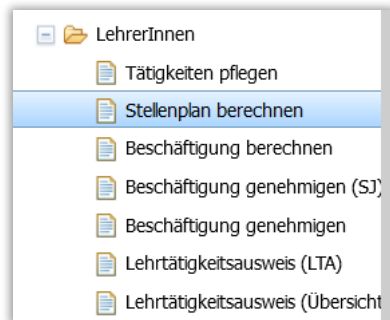 LehrerInnen
Tätigkeiten pflegen
Stellenplan berechnen
Beschäftigung berechnen
Beschäftigung genehmigen (SJ)
Beschäftigung genehmigen
Lehrtätigkeitsausweis (LTA)
Lehrtätigkeitsausweis (Übersicht